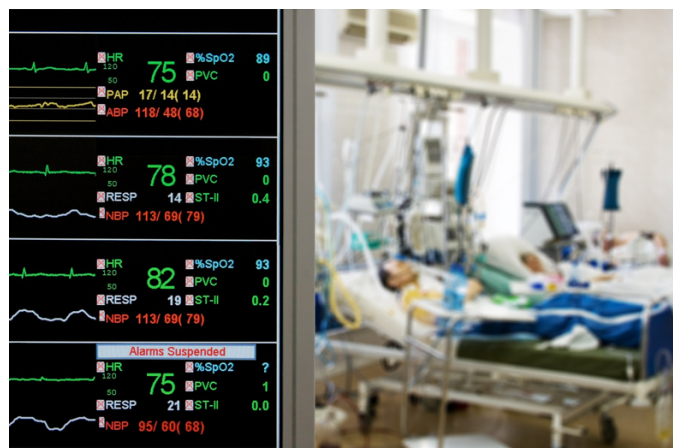 HR %SpO2 89
120 75 PVC 0
50
PAP 17/ 14( 14)
ABP 118/ 48( 68)
HR %SpO2 93
120 78 PVC 0
50
RESP 14 ST-II 0.4
NBP 113/ 69( 79)
HR %SpO2 93
120 82 PVC 0
50
RESP 19 ST-II 0.2
NBP 113/ 69( 79)
Alarms Suspended
HR %SpO2 ?
120 75 PVC 1
50
RESP 21 ST-II 0.0
NBP 95/ 60( 68)